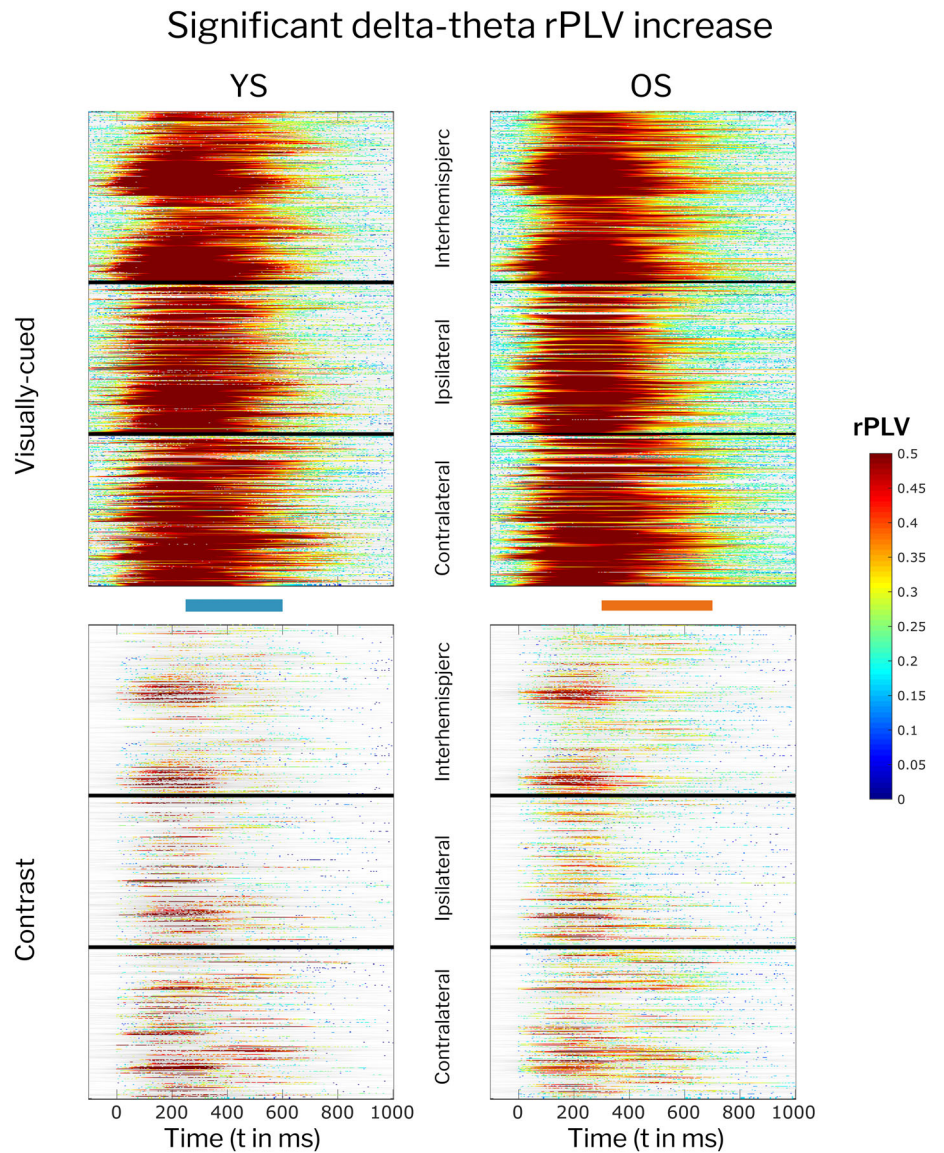 Significant delta-theta rPLV increase
YS
OS
Visually-cued
Interhemispjerc
Ipsilateral
Contralateral
rPLV
0.5
0.45
0.4
0.35
0.3
0.25
0.2
0.15
0.1
0.05
0
Contrast
Interhemispjerc
Ipsilateral
Contralateral
0 200 400 600 800 1000
0 200 400 600 800 1000
Time (t in ms)
Time (t in ms)